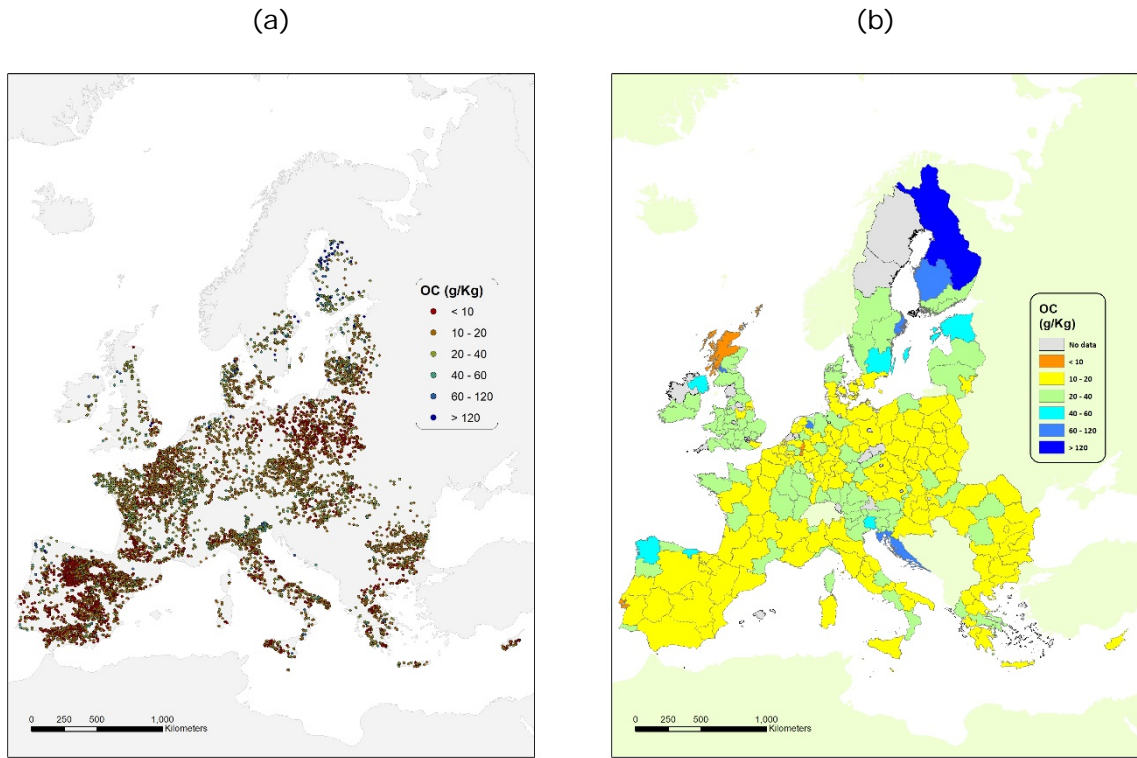 (a)
(b)
OC (g/Kg)
< 10
10 - 20
20 - 40
40 - 60
60 - 120
> 120
0 250 500 1,000
Kilometers
OC
(g/Kg)
No data
< 10
10 - 20
20 - 40
40 - 60
60 - 120
> 120
0 250 500 1,000
Kilometers